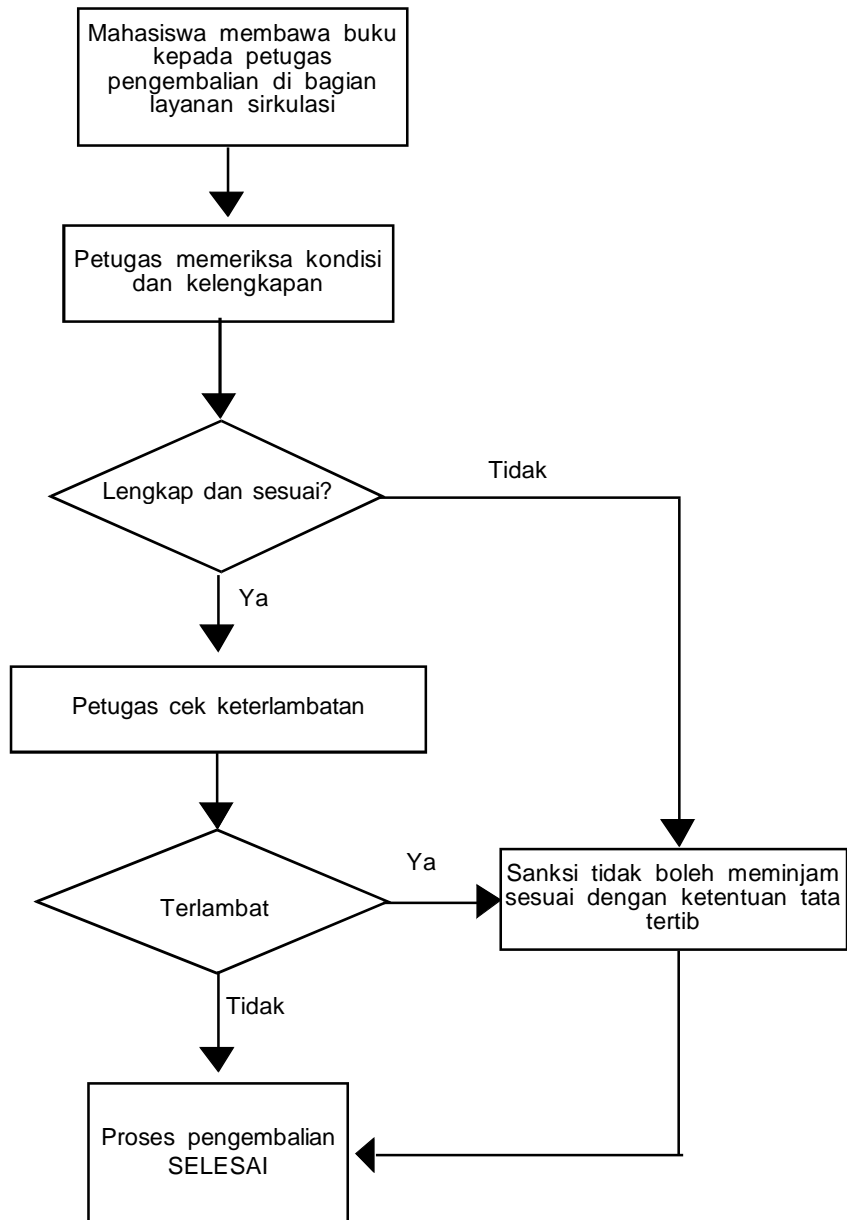 Mahasiswa membawa buku
kepada petugas
pengembalian di bagian
layanan sirkulasi
Petugas memeriksa kondisi
dan kelengkapan
Lengkap dan sesuai?
Tidak
Ya
Petugas cek keterlambatan
Terlambat
Ya
Sanksi tidak boleh meminjam
sesuai dengan ketentuan tata
tertib
Tidak
Proses pengembalian
SELESAI